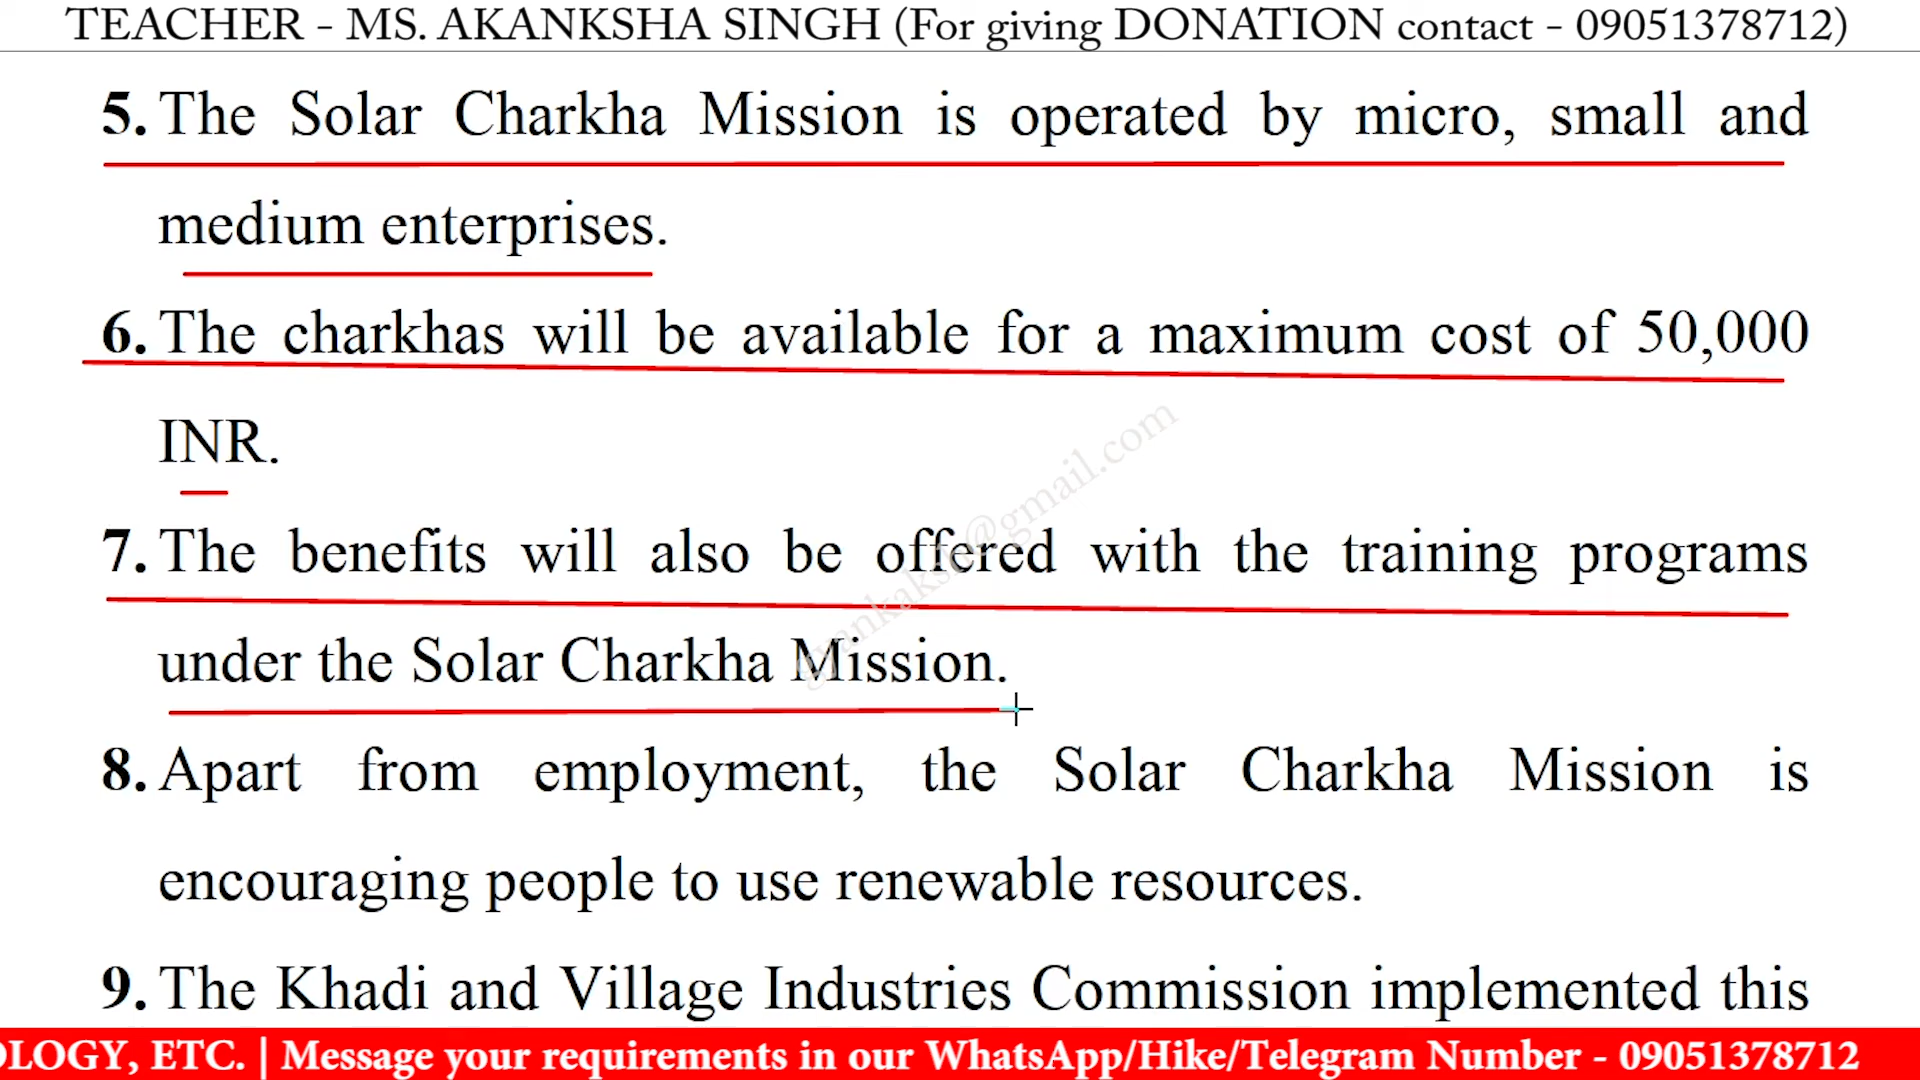 TEACHER - MS. AKANKSHA SINGH (For giving DONATION contact - 09051378712)
5. The Solar Charkha Mission is operated by micro, small and
medium enterprises.
6. The charkhas will be available for a maximum cost of 50,000
INR.
7. The benefits will also be offered with the training programs
under the Solar Charkha Mission.
gyankaksh@gmail.com
8. Apart from employment, the Solar Charkha Mission is
encouraging people to use renewable resources.
9. The Khadi and Village Industries Commission implemented this
OLOGY, ETC. | Message your requirements in our WhatsApp/Hike/Telegram Number - 09051378712